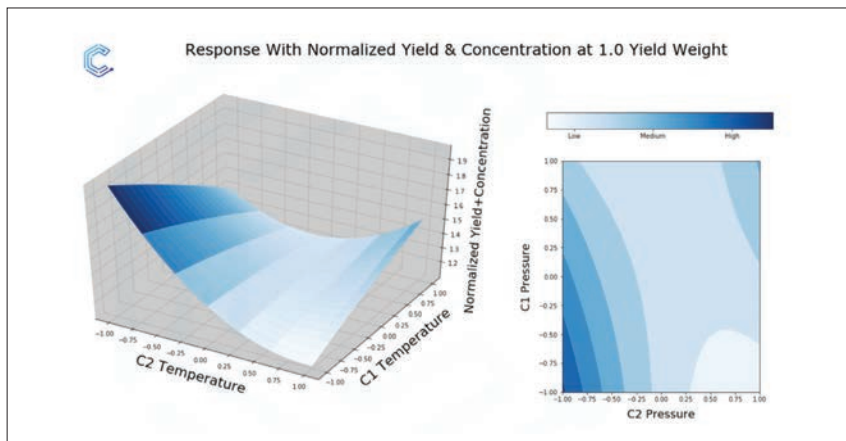 Response With Normalized Yield & Concentration at 1.0 Yield Weight
Normalized Yield+Concentration
1.9
1.8
1.7
1.6
1.5
1.4
1.3
1.2
−1.00 −0.75 −0.50 −0.25 0.00 0.25 0.50 0.75 1.00
C2 Temperature
−1.00 −0.75 −0.50 −0.25 0.00 0.25 0.50 0.75 1.00
C1 Temperature
Low Medium High
1.00
0.75
0.50
0.25
0.00
−0.25
−0.50
−0.75
−1.00
C1 Pressure
−1.00 −0.75 −0.50 −0.25 0.00 0.25 0.50 0.75 1.00
C2 Pressure